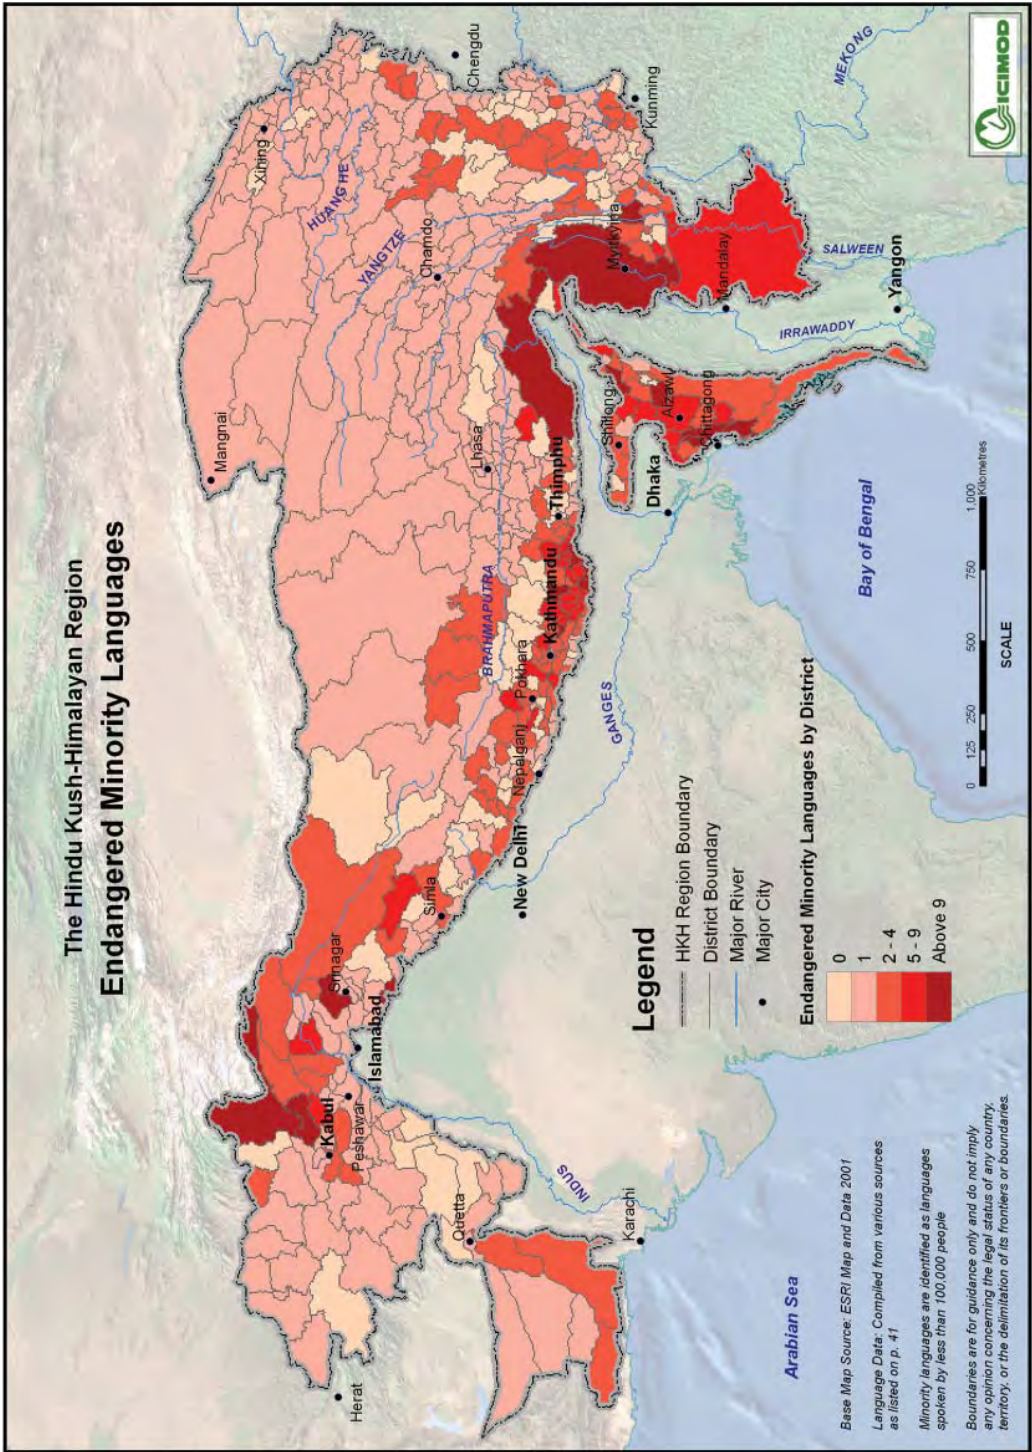 The Hindu Kush-Himalayan Region
Endangered Minority Languages
ICIMOD
Mangnai
Xining
HUANG HE
YANGTZE
Chamdo
Chengdu
Lhasa
Kunming
Myitkyina
Mandalay
SALWEEN
MEKONG
Yangon
IRRAWADDY
Shillong
Aizawl
Chittagong
Dhaka
Thimphu
BRAHMAPUTRA
Kathmandu
Pokhara
Nepalganj
GANGES
New Delhi
Simla
Srinagar
Islamabad
Kabul
Peshawar
Quetta
INDUS
Karachi
Herat
Arabian Sea
Bay of Bengal
Legend
HKH Region Boundary
District Boundary
Major River
Major City
Endangered Minority Languages by District
0
1
2 - 4
5 - 9
Above 9
0 125 250 500 750 1,000
Kilometres
SCALE
Base Map Source: ESRI Map and Data 2001
Language Data: Compiled from various sources
as listed on p. 41
Minority languages are identified as languages
spoken by less than 100,000 people
Boundaries are for guidance only and do not imply
any opinion concerning the legal status of any country,
territory, or the delimitation of its frontiers or boundaries.